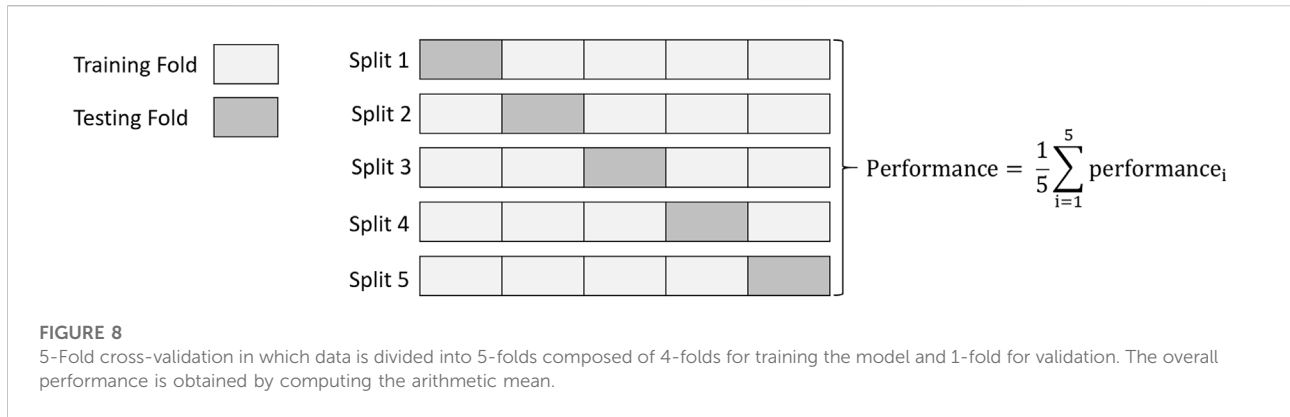 Training Fold
Testing Fold
Split 1
Split 2
Split 3
Split 4
Split 5
Performance = \frac{1}{5}\sum_{i=1}^{5} performance_i
FIGURE 8
5-Fold cross-validation in which data is divided into 5-folds composed of 4-folds for training the model and 1-fold for validation. The overall
performance is obtained by computing the arithmetic mean.